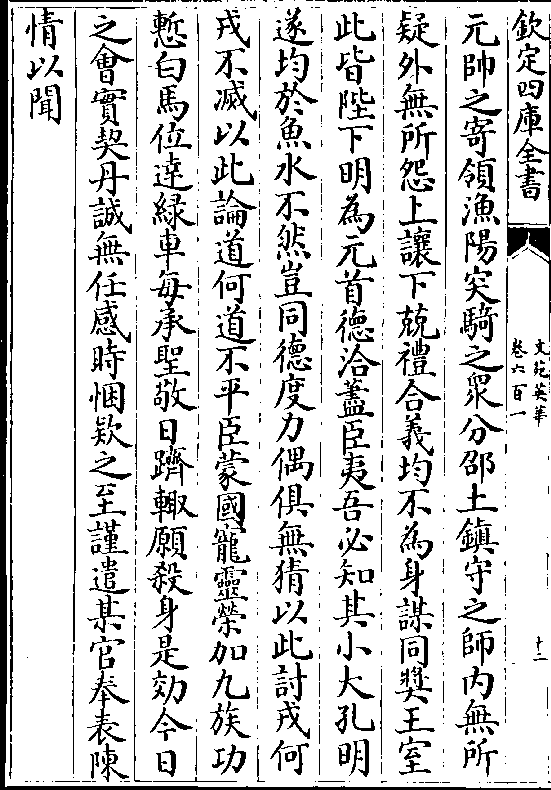 欽定四庫全書
文苑英華
卷六百一
十二
元帥之寄領漁陽突騎之衆分邵土鎮守之師内無所
疑外無所怨上讓下兢禮合義均不為身謀同奬王室
此皆陛下明為元首德洽蓋臣夷吾必知其小大孔明
遂均於魚水不然豈同德度力偶俱無猜以此討戎何
戎不滅以此論道何道不平臣蒙國寵靈榮加九族功
慙白馬位逹緑車每承聖敬日躋輙願殺身是効今日
之會實契丹誠無任感時悃欵之至謹遣某官奉表陳
情以聞